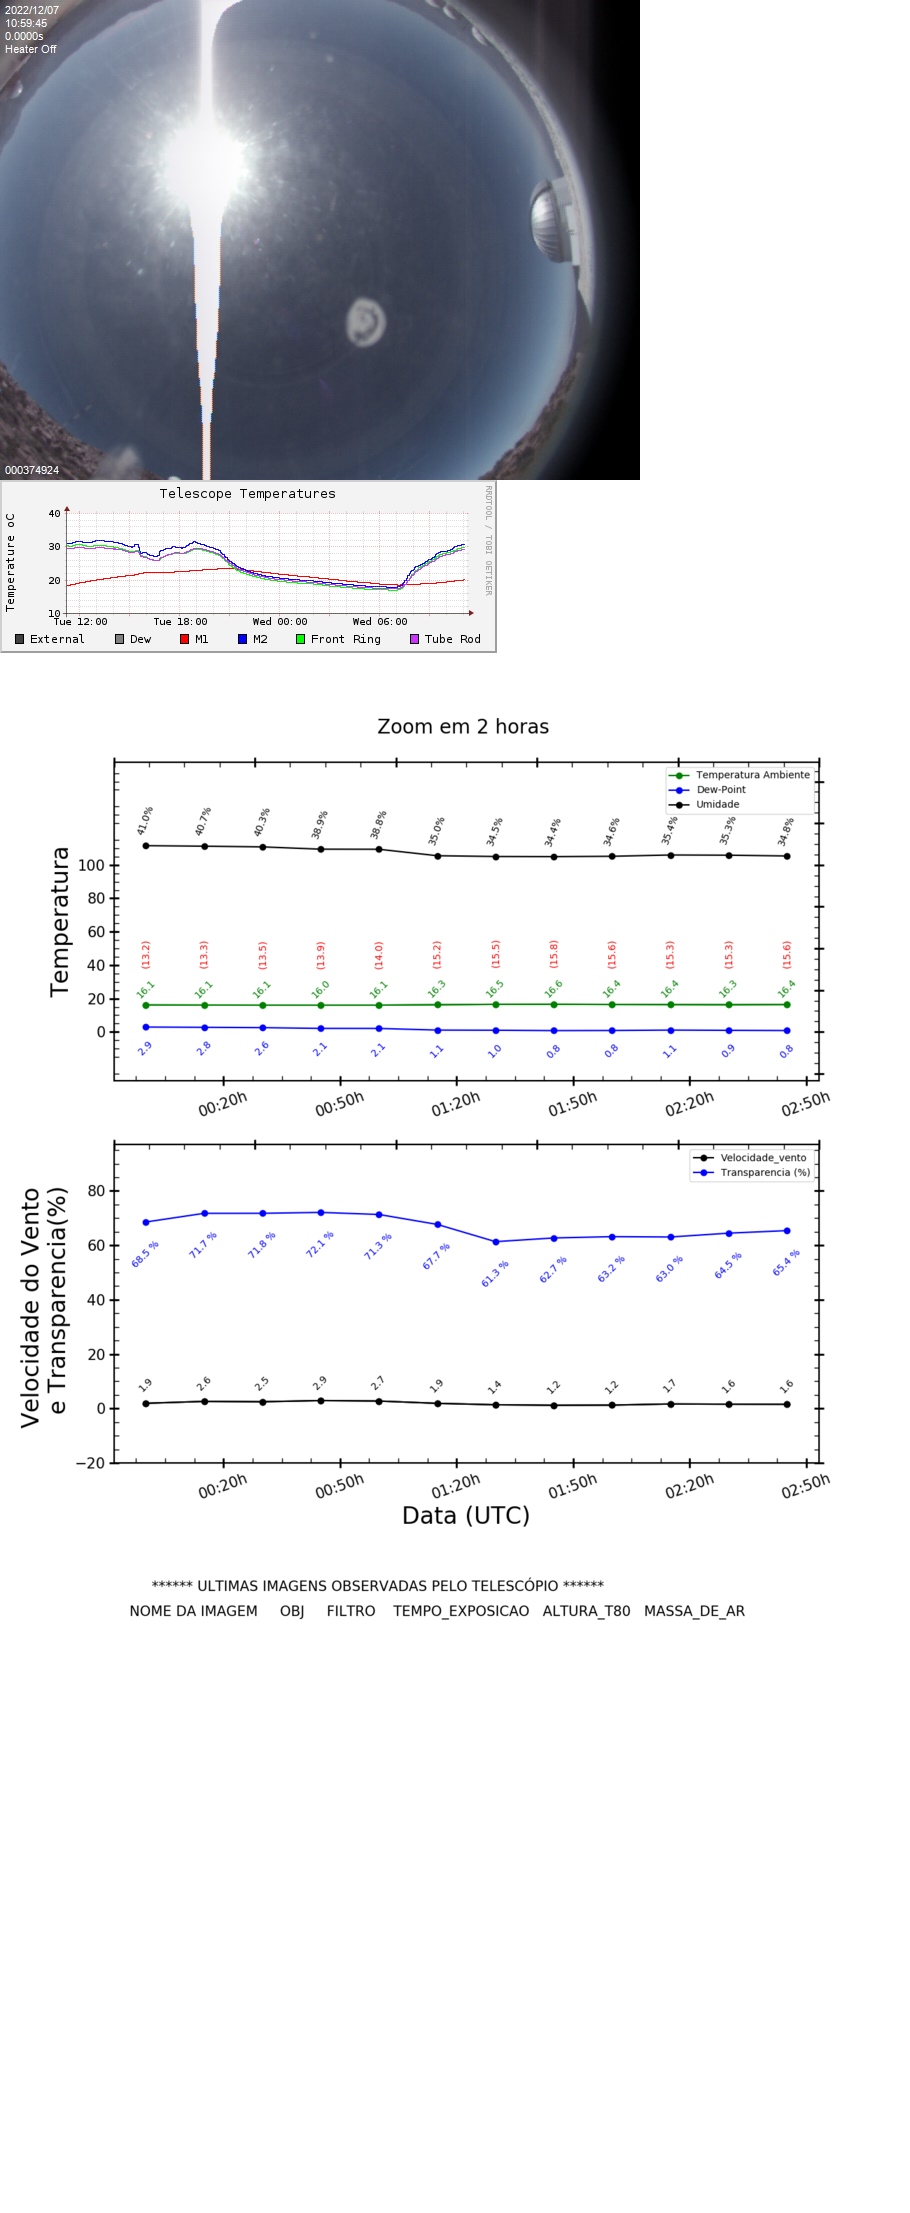 2022/12/07
10:59:45
0.0000s
Heater Off
000374924
Telescope Temperatures
RRDTOOL / TOBI OETIKER
Temperature oC
40
30
20
10
Tue 12:00 Tue 18:00 Wed 00:00 Wed 06:00
External Dew M1 M2 Front Ring Tube Rod
Zoom em 2 horas
Temperatura Ambiente
Dew-Point
Umidade
Temperatura
100
80
60
40
20
0
41.0% 40.7% 40.3% 38.9% 38.8% 35.0% 34.5% 34.4% 34.6% 35.4% 35.3% 34.8%
(13.2) (13.3) (13.5) (13.9) (14.0) (15.2) (15.5) (15.8) (15.6) (15.3) (15.3) (15.6)
16.1 16.1 16.1 16.0 16.1 16.3 16.5 16.6 16.4 16.4 16.3 16.4
2.9 2.8 2.6 2.1 2.1 1.1 1.0 0.8 0.8 1.1 0.9 0.8
00:20h 00:50h 01:20h 01:50h 02:20h 02:50h
Velocidade_vento
Transparencia (%)
Velocidade do Vento
e Transparencia(%)
80
60
40
20
0
−20
68.5 % 71.7 % 71.8 % 72.1 % 71.3 % 67.7 % 61.3 % 62.7 % 63.2 % 63.0 % 64.5 % 65.4 %
1.9 2.6 2.5 2.9 2.7 1.9 1.4 1.2 1.2 1.7 1.6 1.6
00:20h 00:50h 01:20h 01:50h 02:20h 02:50h
Data (UTC)
****** ULTIMAS IMAGENS OBSERVADAS PELO TELESCÓPIO ******
NOME DA IMAGEM OBJ FILTRO TEMPO_EXPOSICAO ALTURA_T80 MASSA_DE_AR